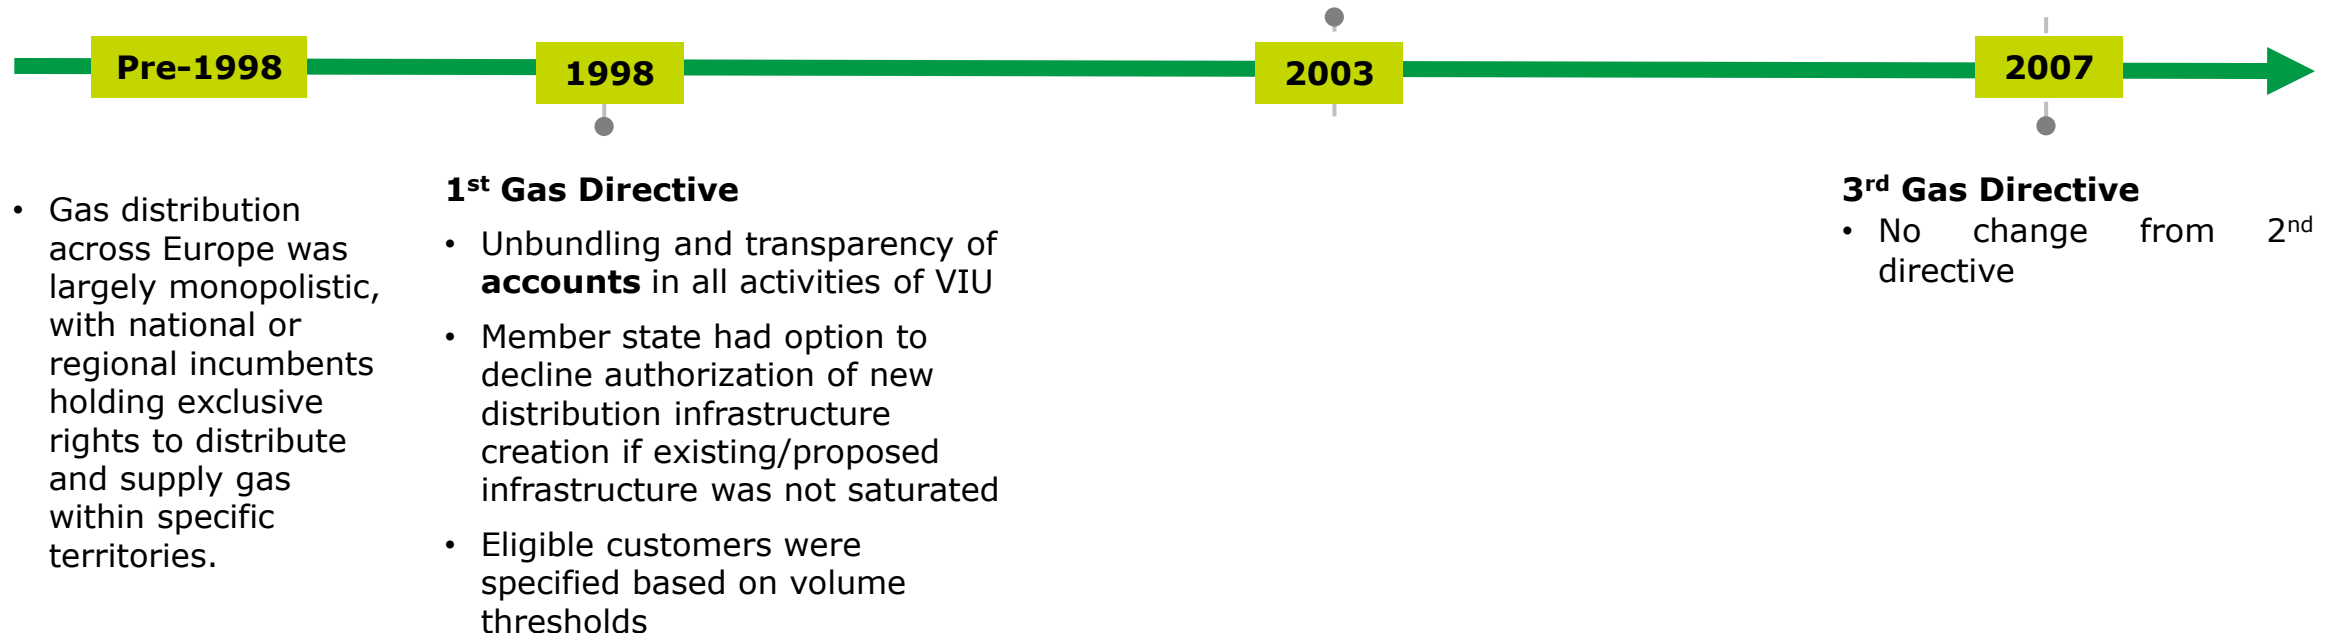 Pre-1998
1998
2003
2007
• Gas distribution
across Europe was
largely monopolistic,
with national or
regional incumbents
holding exclusive
rights to distribute
and supply gas
within specific
territories.
1st Gas Directive
• Unbundling and transparency of
accounts in all activities of VIU
• Member state had option to
decline authorization of new
distribution infrastructure
creation if existing/proposed
infrastructure was not saturated
• Eligible customers were
specified based on volume
thresholds
3rd Gas Directive
• No change from 2nd
directive